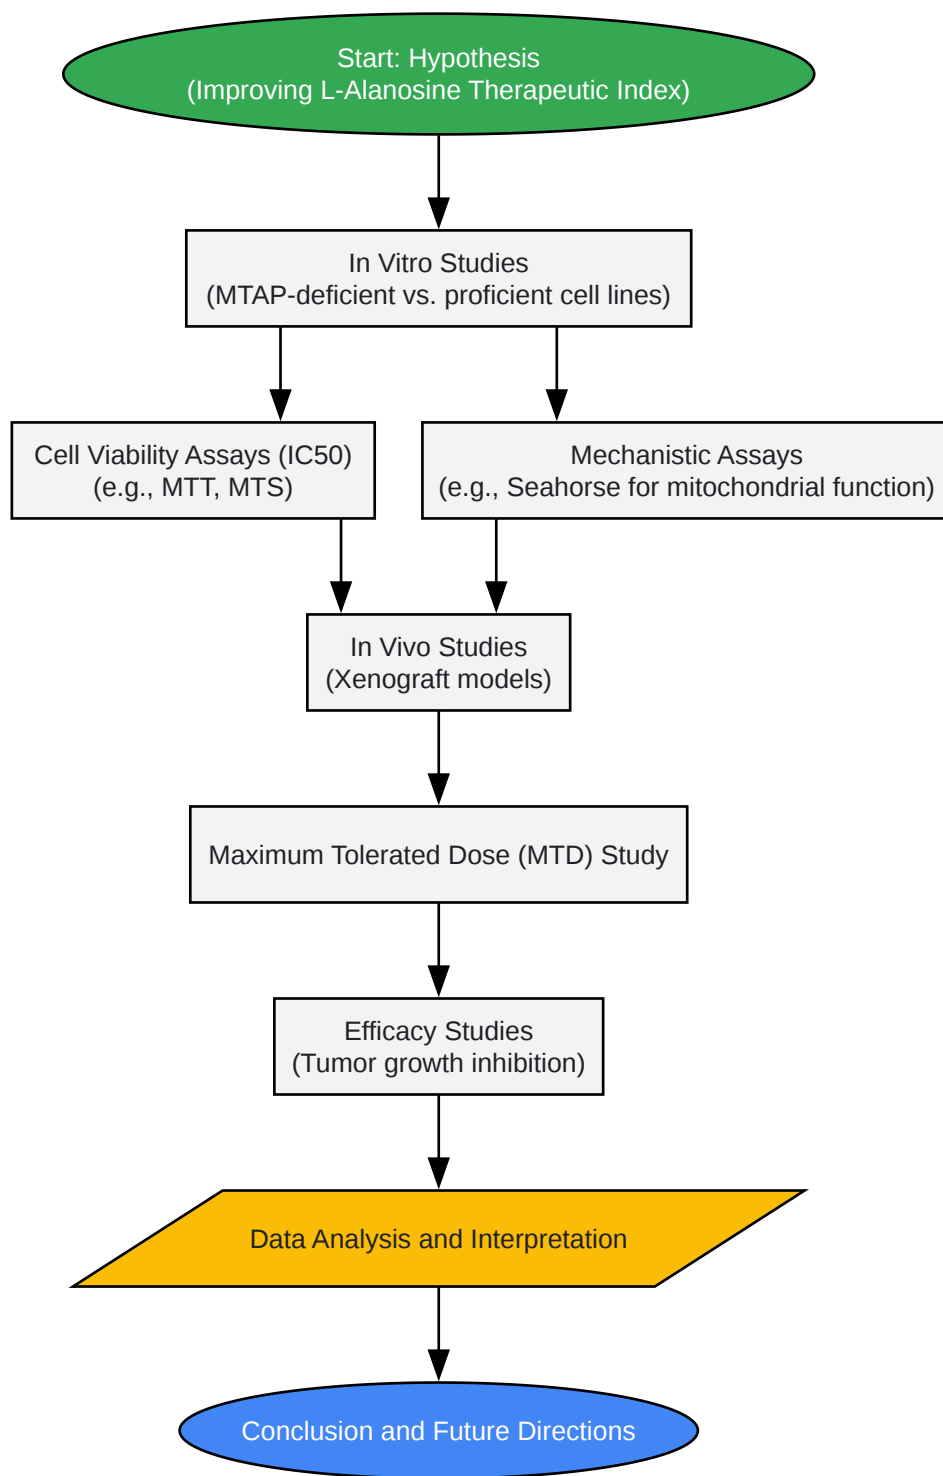 Start: Hypothesis
(Improving L-Alanosine Therapeutic Index)
In Vitro Studies
(MTAP-deficient vs. proficient cell lines)
Cell Viability Assays (IC50)
(e.g., MTT, MTS)
Mechanistic Assays
(e.g., Seahorse for mitochondrial function)
In Vivo Studies
(Xenograft models)
Maximum Tolerated Dose (MTD) Study
Efficacy Studies
(Tumor growth inhibition)
Data Analysis and Interpretation
Conclusion and Future Directions